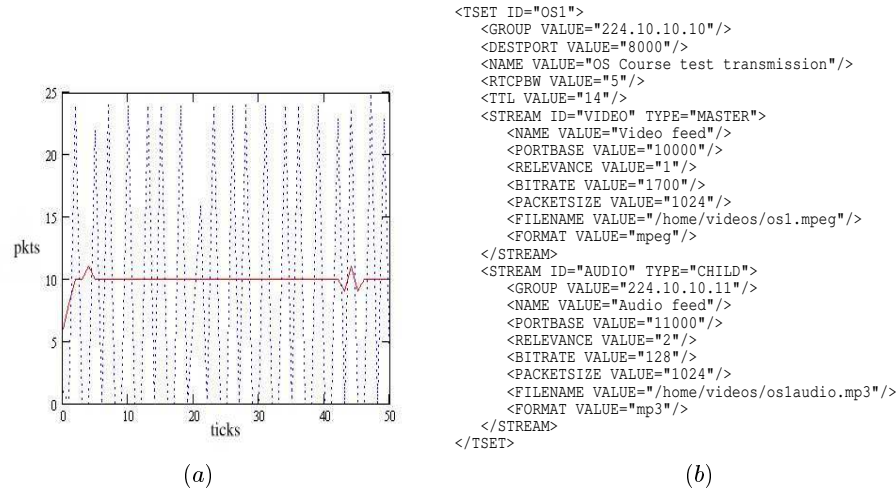 25
20
15
10
5
0
pkts
0 10 20 30 40 50
ticks
(a)
<TSET ID="OS1">
<GROUP VALUE="224.10.10.10"/>
<DESTPORT VALUE="8000"/>
<NAME VALUE="OS Course test transmission"/>
<RTCPBW VALUE="5"/>
<TTL VALUE="14"/>
<STREAM ID="VIDEO" TYPE="MASTER">
<NAME VALUE="Video feed"/>
<PORTBASE VALUE="10000"/>
<RELEVANCE VALUE="1"/>
<BITRATE VALUE="1700"/>
<PACKETSIZE VALUE="1024"/>
<FILENAME VALUE="/home/videos/os1.mpeg"/>
<FORMAT VALUE="mpeg"/>
</STREAM>
<STREAM ID="AUDIO" TYPE="CHILD">
<GROUP VALUE="224.10.10.11"/>
<NAME VALUE="Audio feed"/>
<PORTBASE VALUE="11000"/>
<RELEVANCE VALUE="2"/>
<BITRATE VALUE="128"/>
<PACKETSIZE VALUE="1024"/>
<FILENAME VALUE="/home/videos/os1audio.mp3"/>
<FORMAT VALUE="mp3"/>
</STREAM>
</TSET>
(b)